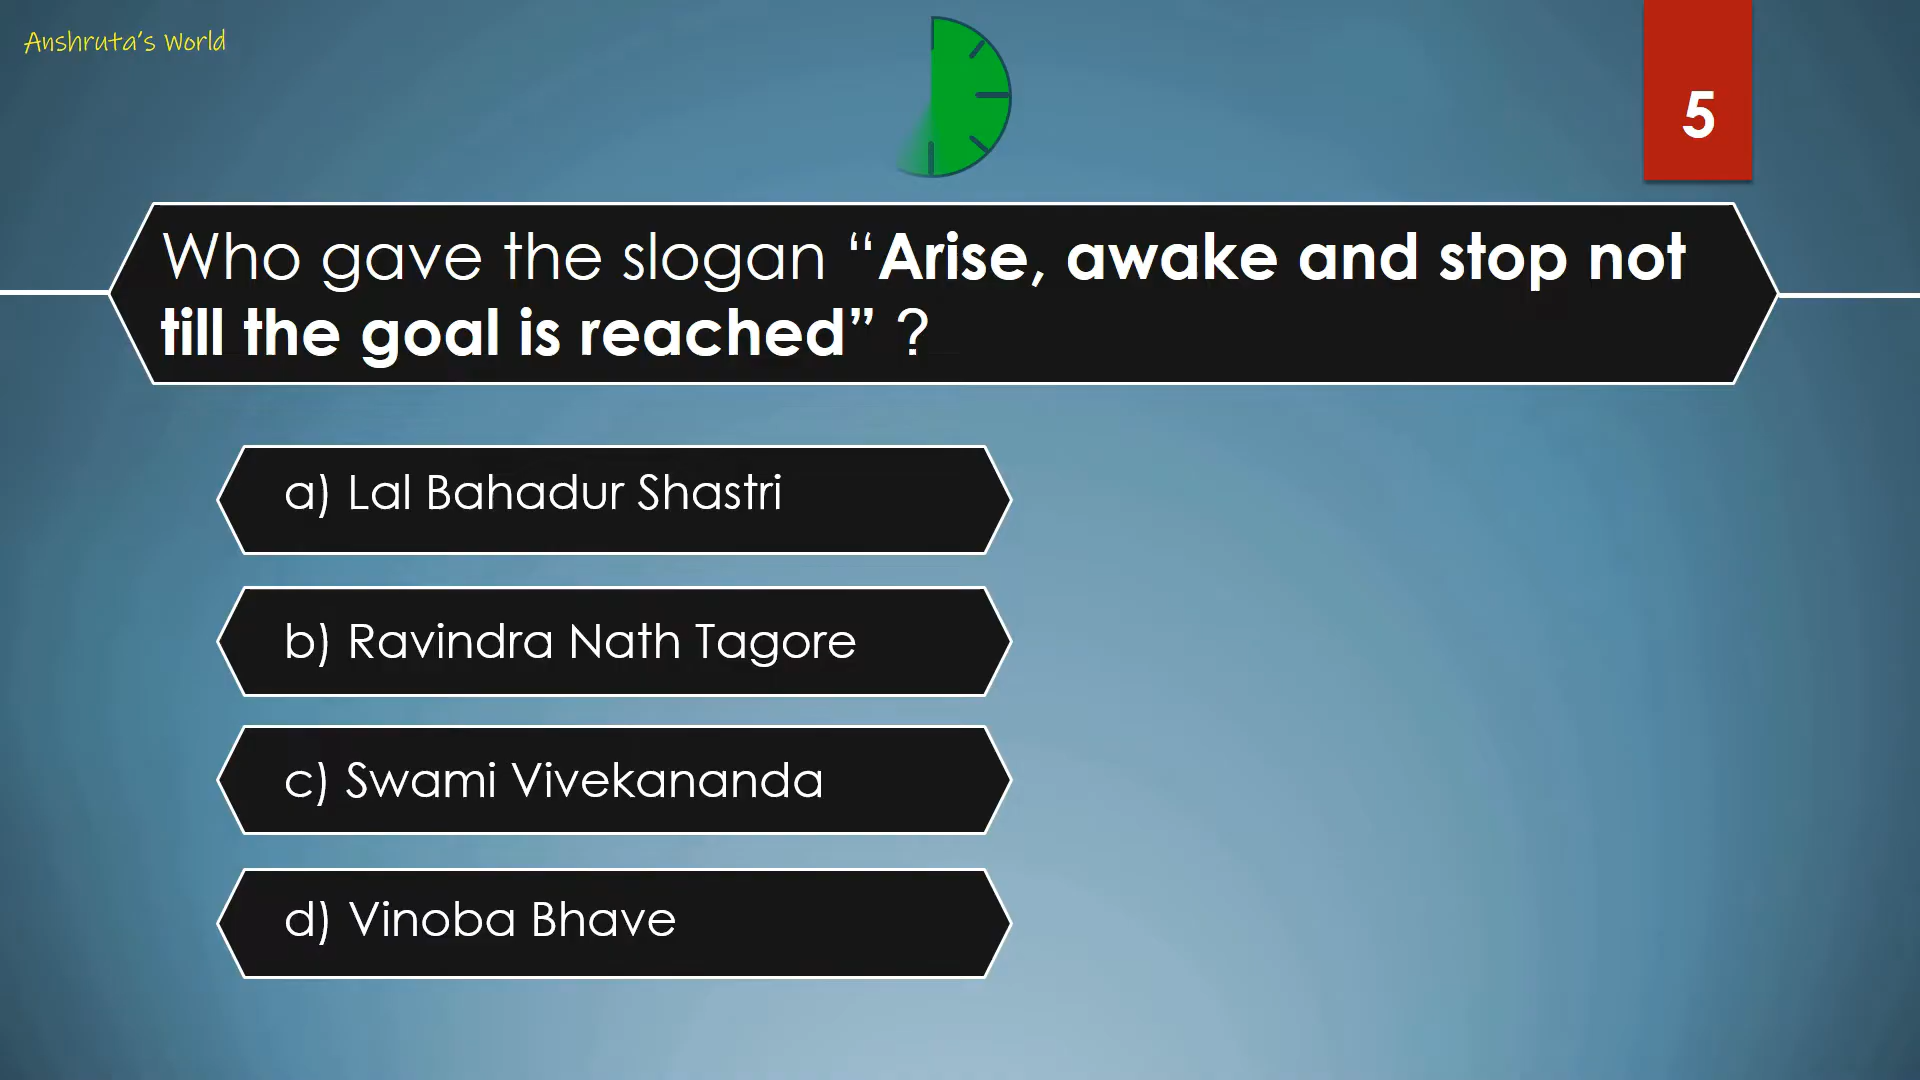 Anshruta's World
5
Who gave the slogan “Arise, awake and stop not
till the goal is reached” ?
a) Lal Bahadur Shastri
b) Ravindra Nath Tagore
c) Swami Vivekananda
d) Vinoba Bhave